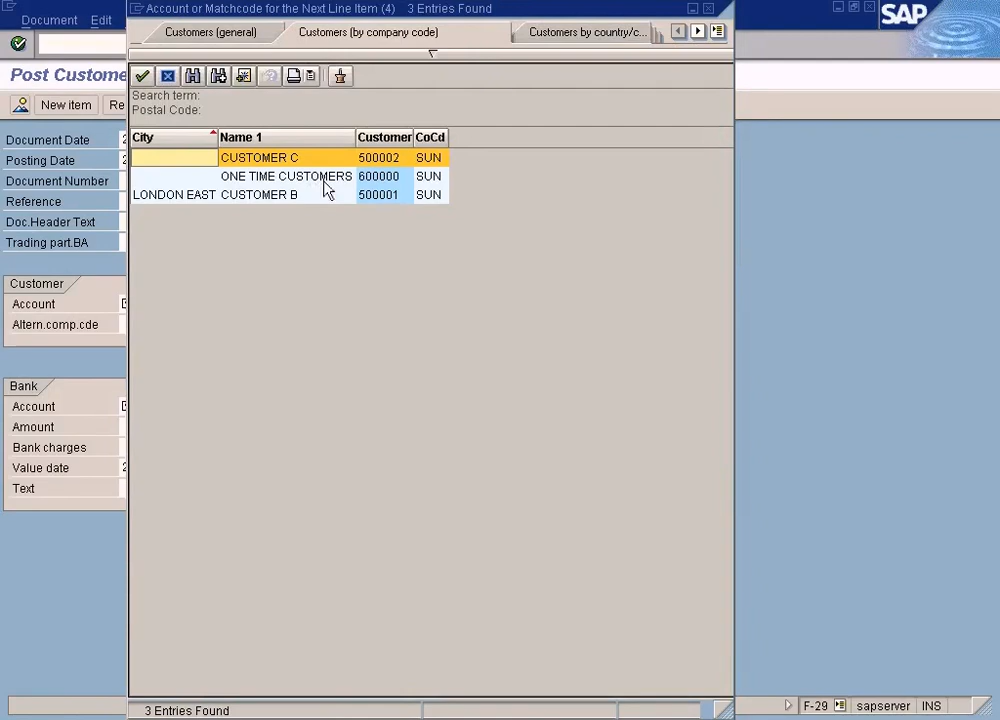 Account or Matchcode for the Next Line Item (4) 3 Entries Found
Document Edit
SAP
Customers (general) Customers (by company code) Customers by country/c...
Post Custome
New item Re
Search term:
Postal Code:
City Name 1 Customer CoCd
CUSTOMER C 500002 SUN
ONE TIME CUSTOMERS 600000 SUN
LONDON EAST CUSTOMER B 500001 SUN
Document Date 2
Posting Date 2
Document Number
Reference
Doc.Header Text
Trading part.BA
Customer
Account
Altern.comp.cde
Bank
Account
Amount
Bank charges
Value date 2
Text
3 Entries Found
F-29 sapserver INS